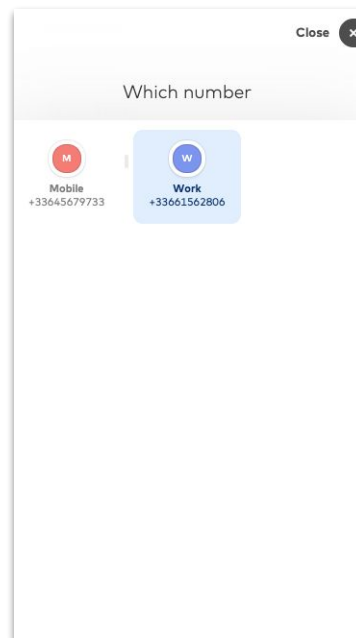 Close ×
Which number
M
Mobile
+33645679733
W
Work
+33661562806